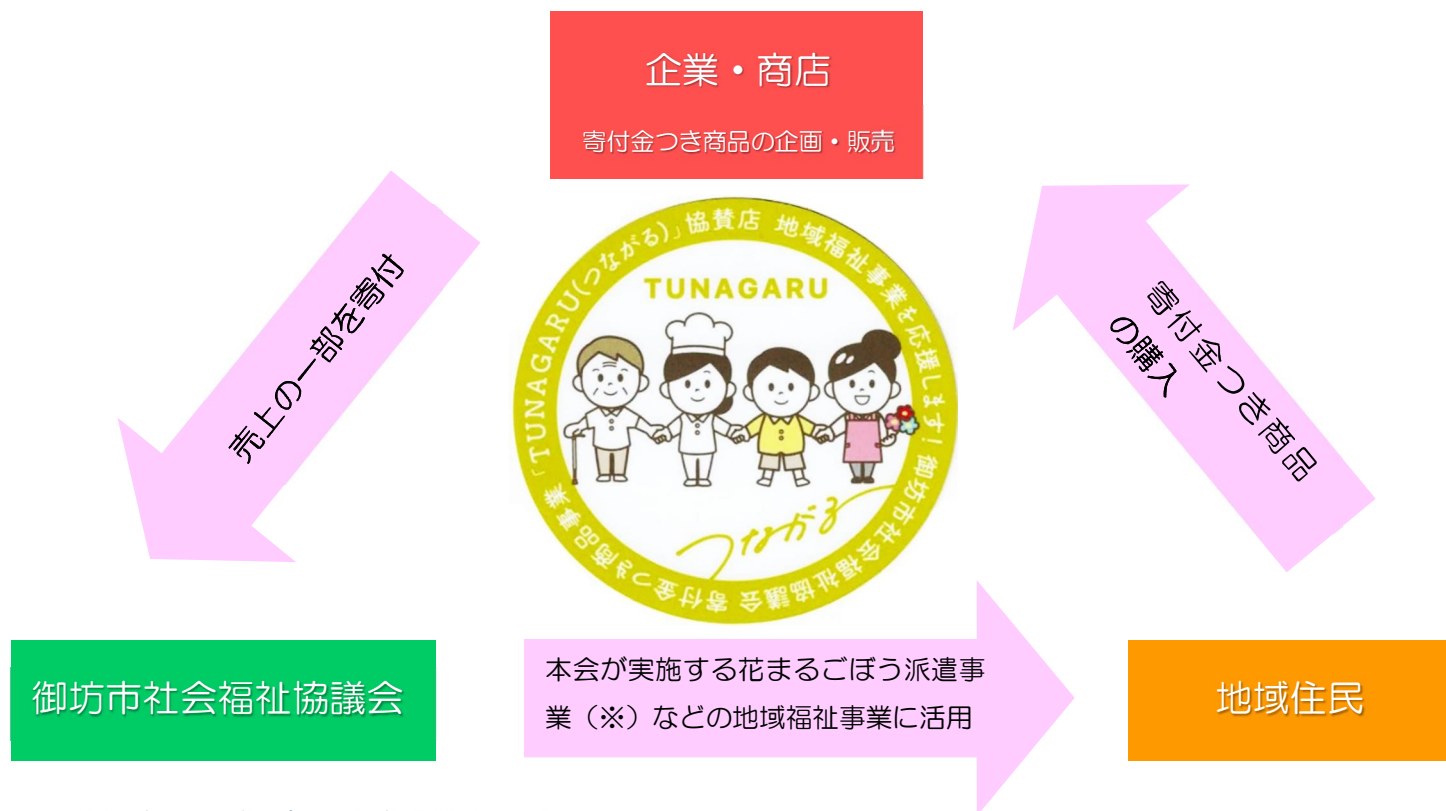 企業・商店
寄付金つき商品の企画・販売
売上の一部を寄付
寄付金つき商品
の購入
御坊市社会福祉協議会 寄付金つき商品事業「TUNAGARU(つながる)」協賛店 地域福祉事業を応援します!
TUNAGARU
つながる
御坊市社会福祉協議会
本会が実施する花まるごぼう派遣事
業（※）などの地域福祉事業に活用
地域住民